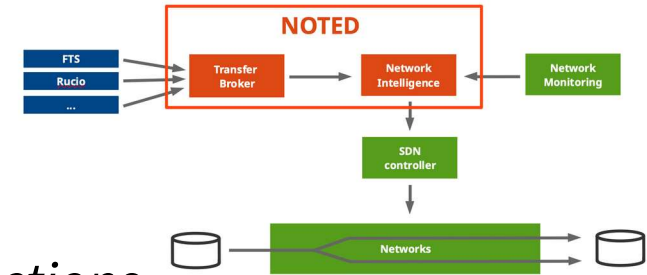 NOTED
FTS
Rucio
...
Transfer
Broker
Network
Intelligence
Network
Monitoring
SDN
controller
Networks